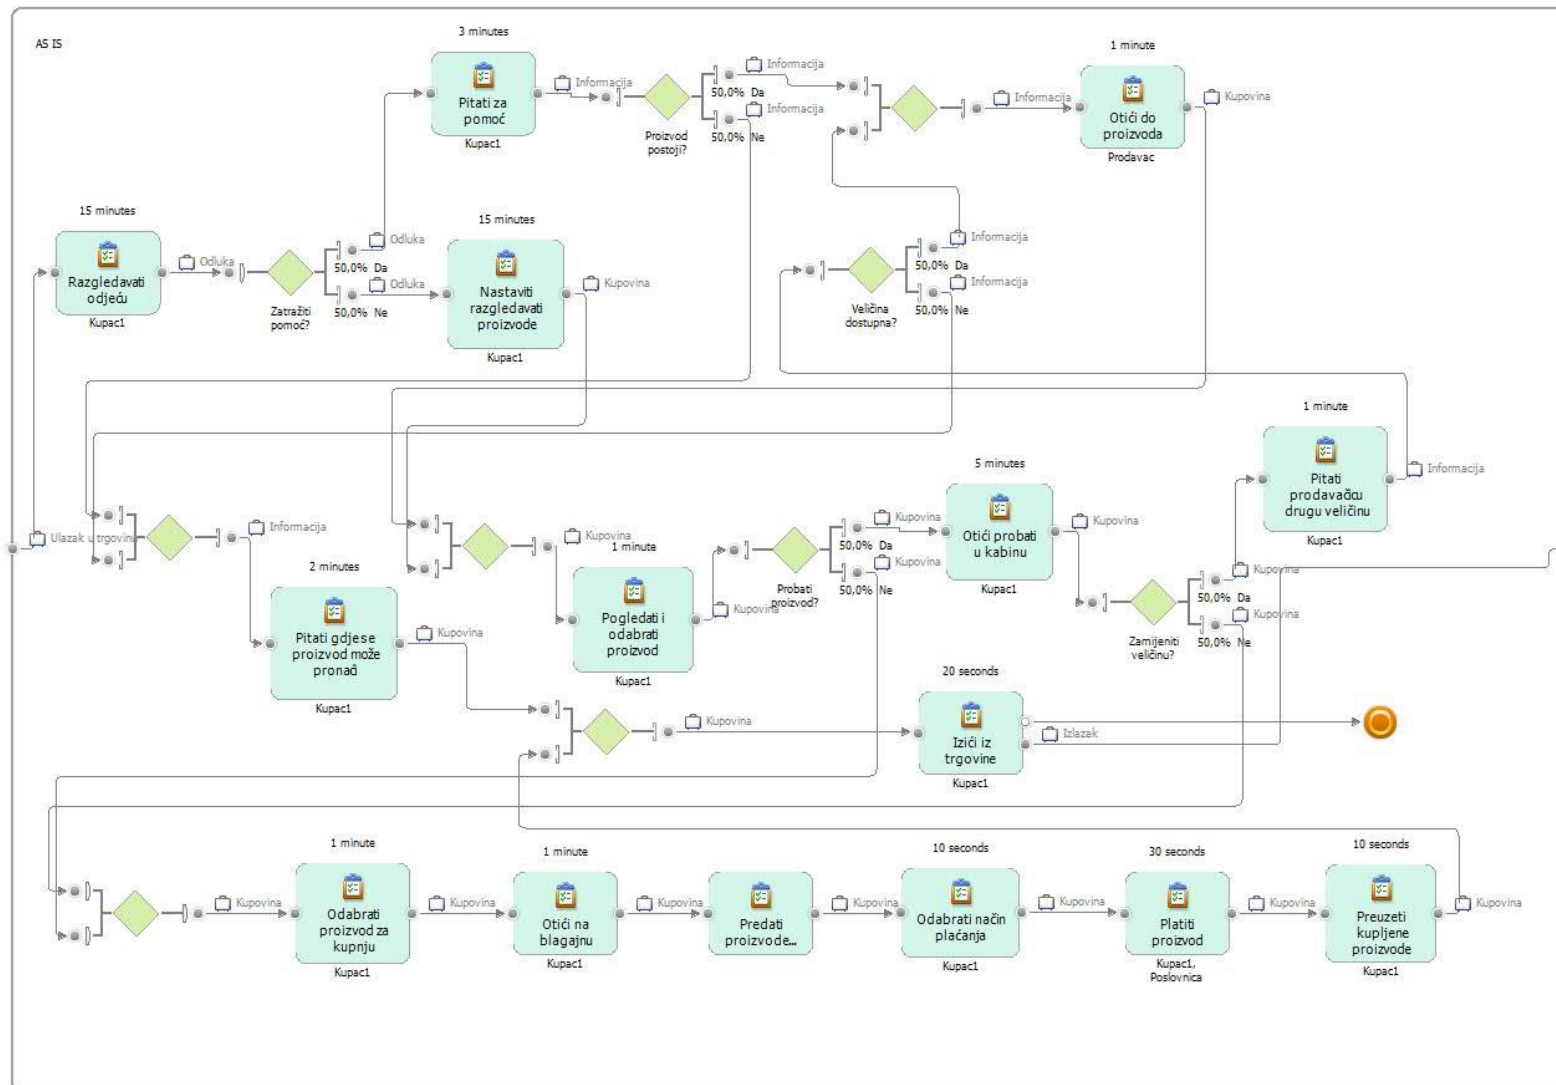 AS IS
3 minutes
Pitati za
pomoć
Kupac1
Informacija
Proizvod
postoji?
50,0% Da
Informacija
50,0% Ne
Informacija
Informacija
1 minute
Otići do
proizvoda
Prodavac
Kupovina
15 minutes
Razgledavati
odjeću
Kupac1
Odluka
Zatražiti
pomoć?
50,0% Da
Odluka
50,0% Ne
Odluka
15 minutes
Nastaviti
razgledavati
proizvode
Kupac1
Kupovina
Veličina
dostupna?
50,0% Da
Informacija
50,0% Ne
Informacija
1 minute
Pitati
prodavačicu
drugu veličinu
Kupac1
Informacija
Ulazak u trgovinu
Informacija
2 minutes
Pitati gdje se
proizvod može
pronaći
Kupac1
Kupovina
Kupovina
1 minute
Pogledati i
odabrati
proizvod
Kupac1
Kupovina
Probati
proizvod?
50,0% Da
Kupovina
50,0% Ne
Kupovina
5 minutes
Otići probati
u kabinu
Kupac1
Kupovina
Zamijeniti
veličinu?
50,0% Da
Kupovina
50,0% Ne
Kupovina
Kupovina
20 seconds
Izići iz
trgovine
Kupac1
Izlazak
Kupovina
1 minute
Odabrati
proizvod za
kupnju
Kupac1
Kupovina
1 minute
Otići na
blagajnu
Kupac1
Kupovina
Predati
proizvode...
Kupovina
10 seconds
Odabrati način
plaćanja
Kupac1
Kupovina
30 seconds
Platiti
proizvod
Kupac1,
Poslovnica
Kupovina
10 seconds
Preuzeti
kupljene
proizvode
Kupac1
Kupovina